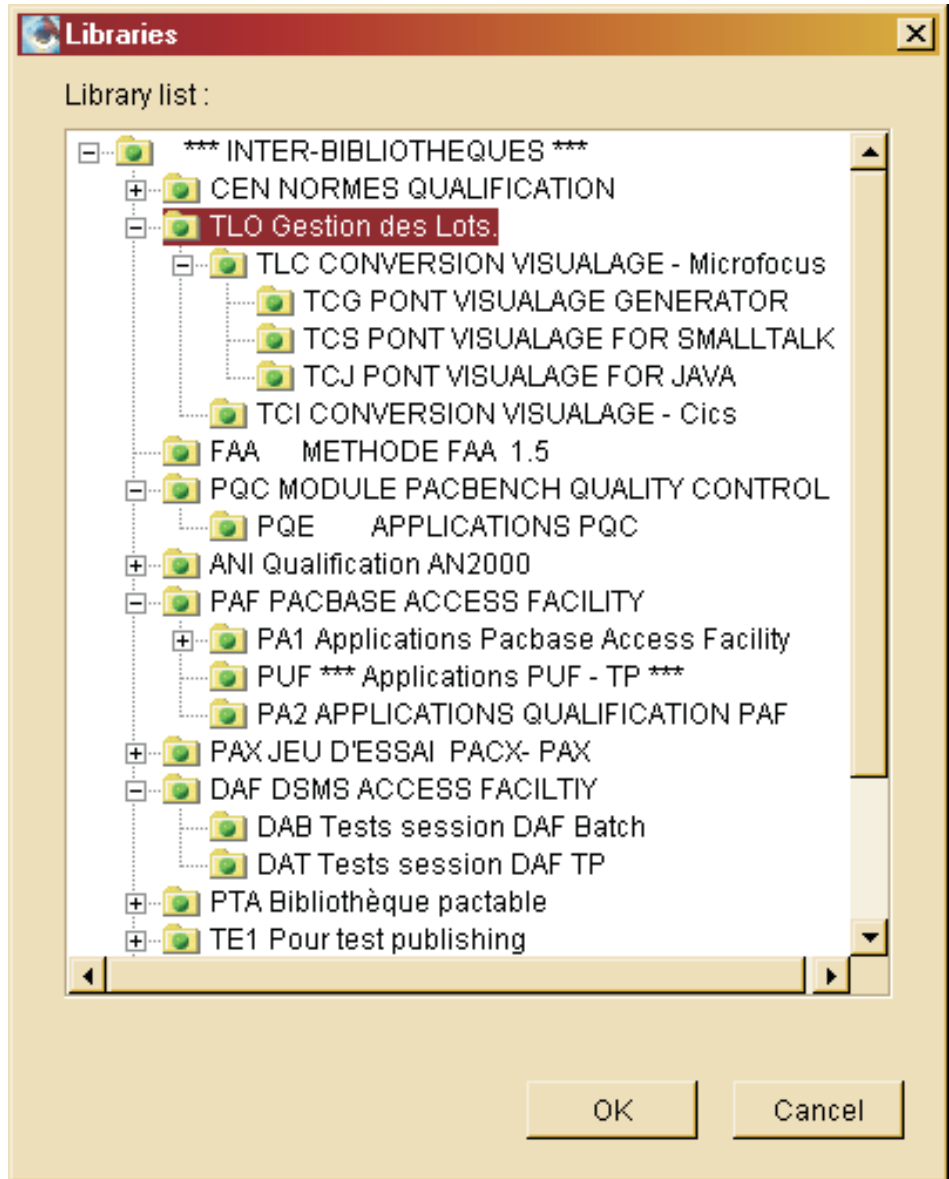 Libraries
Library list :
*** INTER-BIBLIOTHEQUES ***
CEN NORMES QUALIFICATION
TLO Gestion des Lots.
TLC CONVERSION VISUALAGE - Microfocus
TCG PONT VISUALAGE GENERATOR
TCS PONT VISUALAGE FOR SMALLTALK
TCJ PONT VISUALAGE FOR JAVA
TCI CONVERSION VISUALAGE - Cics
FAA METHODE FAA 1.5
PQC MODULE PACBENCH QUALITY CONTROL
PQE APPLICATIONS PQC
ANI Qualification AN2000
PAF PACBASE ACCESS FACILITY
PA1 Applications Pacbase Access Facility
PUF *** Applications PUF - TP ***
PA2 APPLICATIONS QUALIFICATION PAF
PAX JEU D'ESSAI PACX- PAX
DAF DSMS ACCESS FACILTIY
DAB Tests session DAF Batch
DAT Tests session DAF TP
PTA Bibliothèque pactable
TE1 Pour test publishing
OK
Cancel